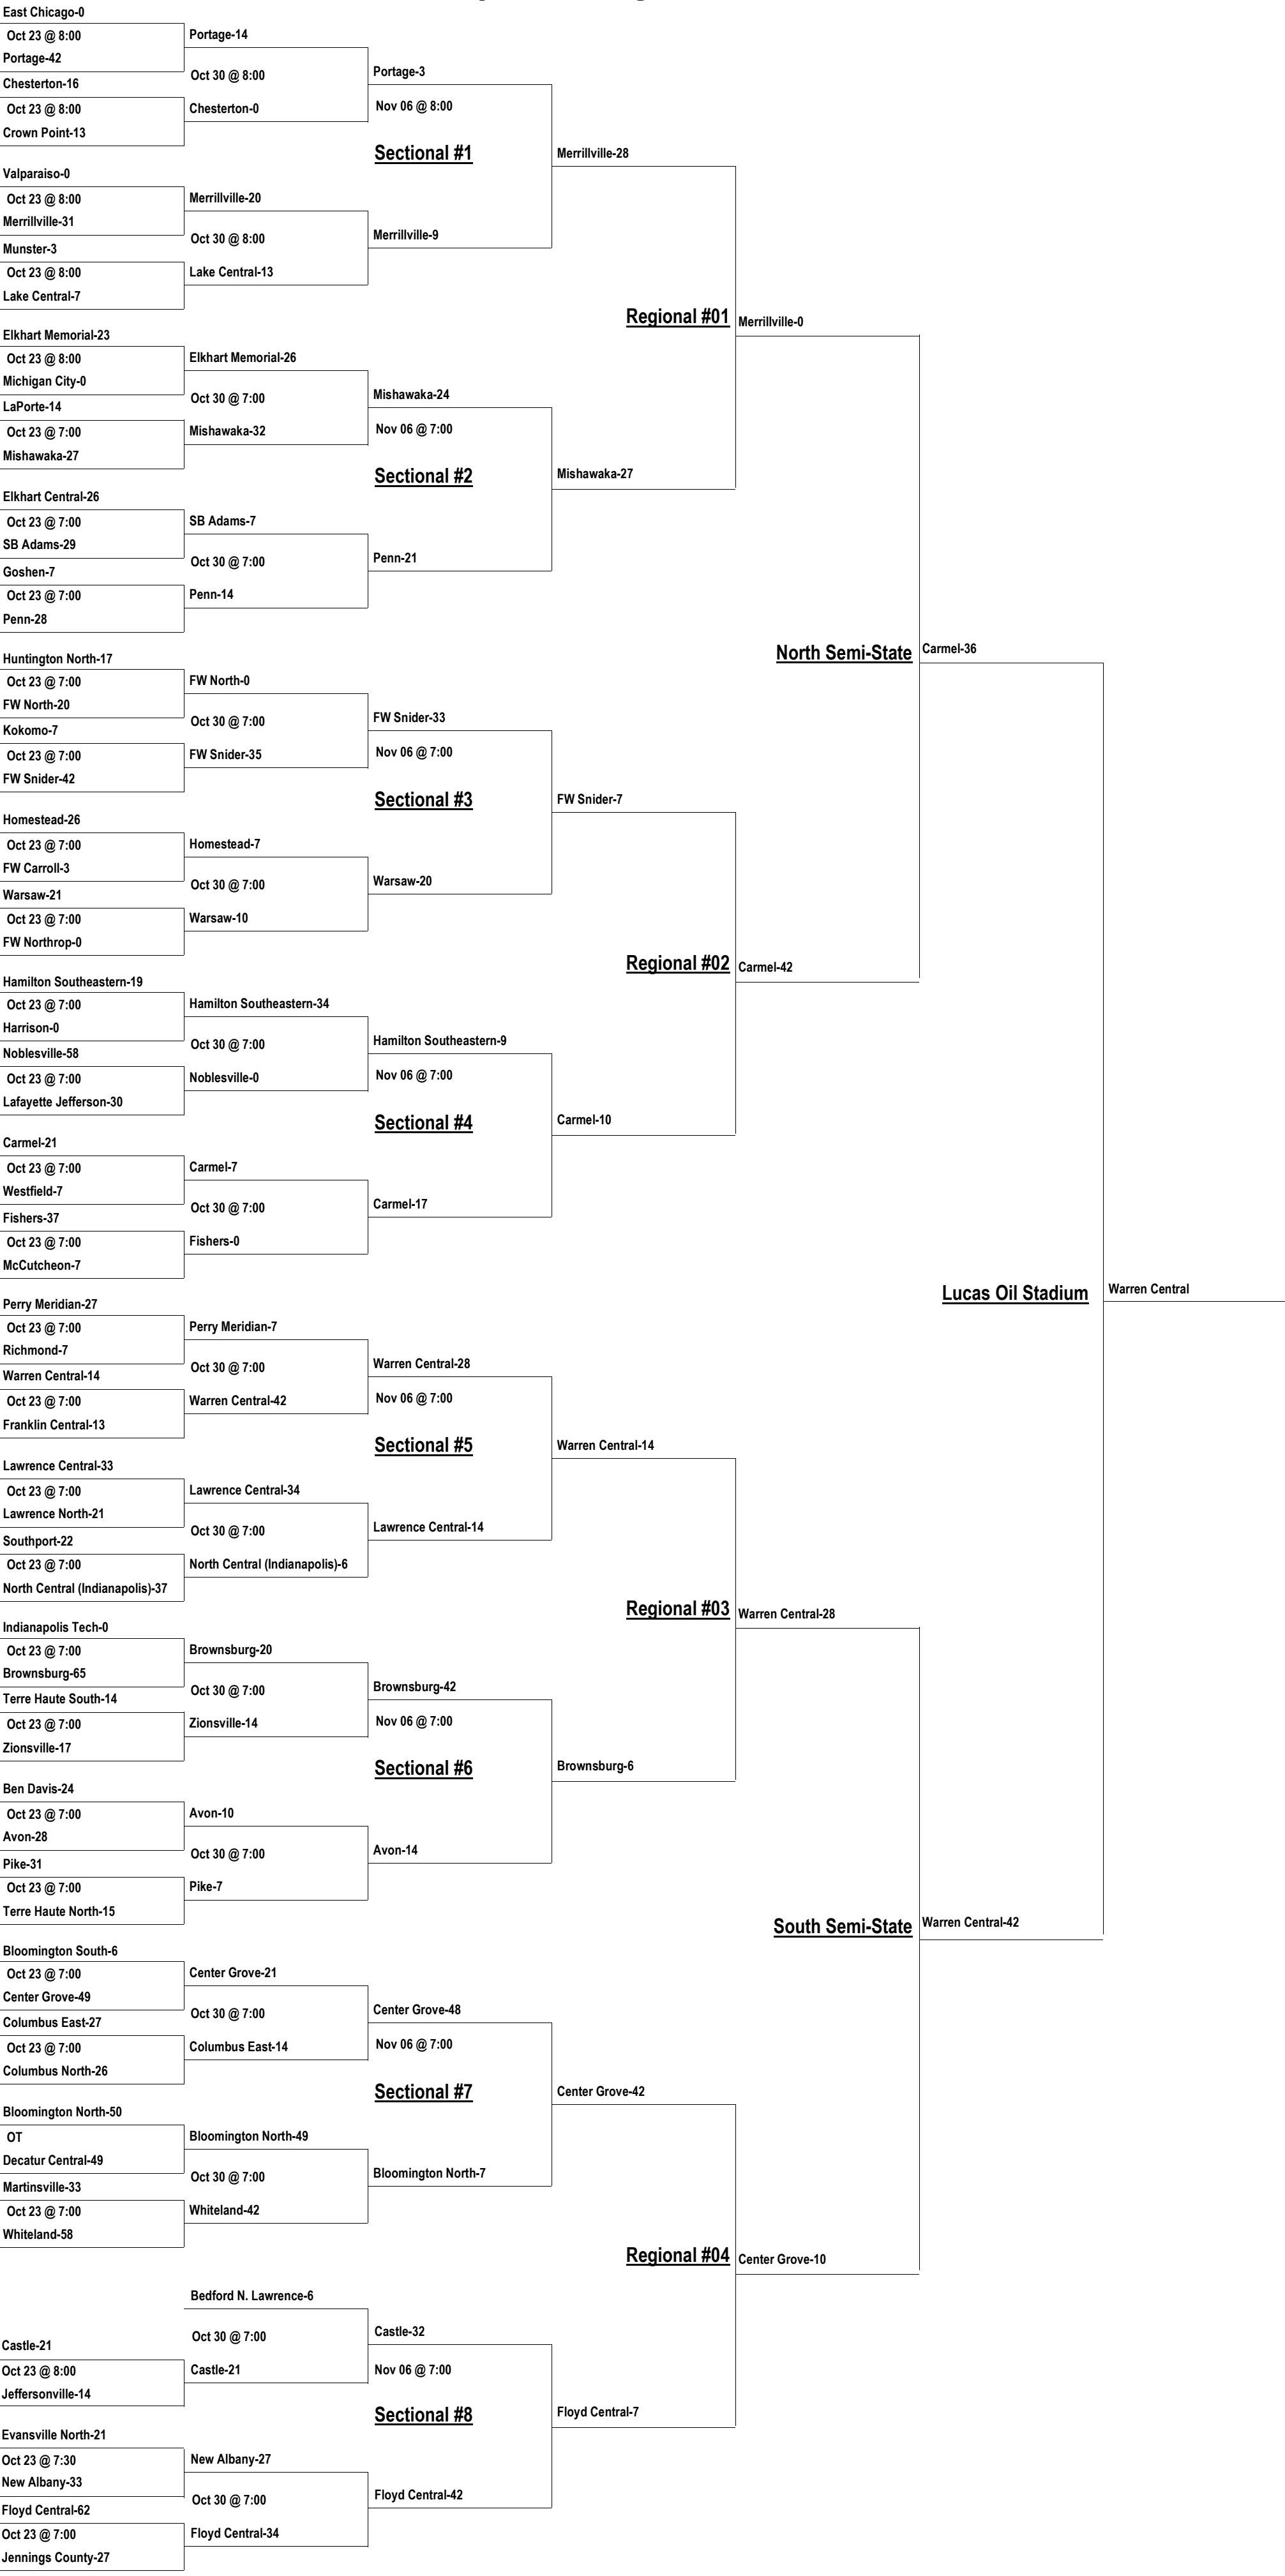 East Chicago-0
Oct 23 @ 8:00
Portage-42
Chesterton-16
Oct 23 @ 8:00
Crown Point-13
Portage-14
Oct 30 @ 8:00
Chesterton-0
Portage-3
Nov 06 @ 8:00
Sectional #1
Valparaiso-0
Oct 23 @ 8:00
Merrillville-31
Munster-3
Oct 23 @ 8:00
Lake Central-7
Merrillville-20
Oct 30 @ 8:00
Lake Central-13
Merrillville-9
Merrillville-28
Elkhart Memorial-23
Oct 23 @ 8:00
Michigan City-0
LaPorte-14
Oct 23 @ 7:00
Mishawaka-27
Elkhart Memorial-26
Oct 30 @ 7:00
Mishawaka-32
Mishawaka-24
Nov 06 @ 7:00
Sectional #2
Elkhart Central-26
Oct 23 @ 7:00
SB Adams-29
Goshen-7
Oct 23 @ 7:00
Penn-28
SB Adams-7
Oct 30 @ 7:00
Penn-14
Penn-21
Mishawaka-27
Regional #01
Merrillville-0
Huntington North-17
Oct 23 @ 7:00
FW North-20
Kokomo-7
Oct 23 @ 7:00
FW Snider-42
FW North-0
Oct 30 @ 7:00
FW Snider-35
FW Snider-33
Nov 06 @ 7:00
Sectional #3
Homestead-26
Oct 23 @ 7:00
FW Carroll-3
Warsaw-21
Oct 23 @ 7:00
FW Northrop-0
Homestead-7
Oct 30 @ 7:00
Warsaw-10
Warsaw-20
FW Snider-7
Hamilton Southeastern-19
Oct 23 @ 7:00
Harrison-0
Noblesville-58
Oct 23 @ 7:00
Lafayette Jefferson-30
Hamilton Southeastern-34
Oct 30 @ 7:00
Noblesville-0
Hamilton Southeastern-9
Nov 06 @ 7:00
Sectional #4
Carmel-21
Oct 23 @ 7:00
Westfield-7
Fishers-37
Oct 23 @ 7:00
McCutcheon-7
Carmel-7
Oct 30 @ 7:00
Fishers-0
Carmel-17
Carmel-10
Regional #02
Carmel-42
North Semi-State
Carmel-36
Perry Meridian-27
Oct 23 @ 7:00
Richmond-7
Warren Central-14
Oct 23 @ 7:00
Franklin Central-13
Perry Meridian-7
Oct 30 @ 7:00
Warren Central-42
Warren Central-28
Nov 06 @ 7:00
Sectional #5
Lawrence Central-33
Oct 23 @ 7:00
Lawrence North-21
Southport-22
Oct 23 @ 7:00
North Central (Indianapolis)-37
Lawrence Central-34
Oct 30 @ 7:00
North Central (Indianapolis)-6
Lawrence Central-14
Warren Central-14
Indianapolis Tech-0
Oct 23 @ 7:00
Brownsburg-65
Terre Haute South-14
Oct 23 @ 7:00
Zionsville-17
Brownsburg-20
Oct 30 @ 7:00
Zionsville-14
Brownsburg-42
Nov 06 @ 7:00
Sectional #6
Ben Davis-24
Oct 23 @ 7:00
Avon-28
Pike-31
Oct 23 @ 7:00
Terre Haute North-15
Avon-10
Oct 30 @ 7:00
Pike-7
Avon-14
Brownsburg-6
Regional #03
Warren Central-28
Bloomington South-6
Oct 23 @ 7:00
Center Grove-49
Columbus East-27
Oct 23 @ 7:00
Columbus North-26
Center Grove-21
Oct 30 @ 7:00
Columbus East-14
Center Grove-48
Nov 06 @ 7:00
Sectional #7
Bloomington North-50
OT
Decatur Central-49
Martinsville-33
Oct 23 @ 7:00
Whiteland-58
Bloomington North-49
Oct 30 @ 7:00
Whiteland-42
Bloomington North-7
Center Grove-42
Bedford N. Lawrence-6
Oct 30 @ 7:00
Castle-21
Castle-21
Oct 23 @ 8:00
Jeffersonville-14
Castle-32
Nov 06 @ 7:00
Sectional #8
Evansville North-21
Oct 23 @ 7:30
New Albany-33
Floyd Central-62
Oct 23 @ 7:00
Jennings County-27
New Albany-27
Oct 30 @ 7:00
Floyd Central-34
Floyd Central-42
Floyd Central-7
Regional #04
Center Grove-10
South Semi-State
Warren Central-42
Lucas Oil Stadium
Warren Central